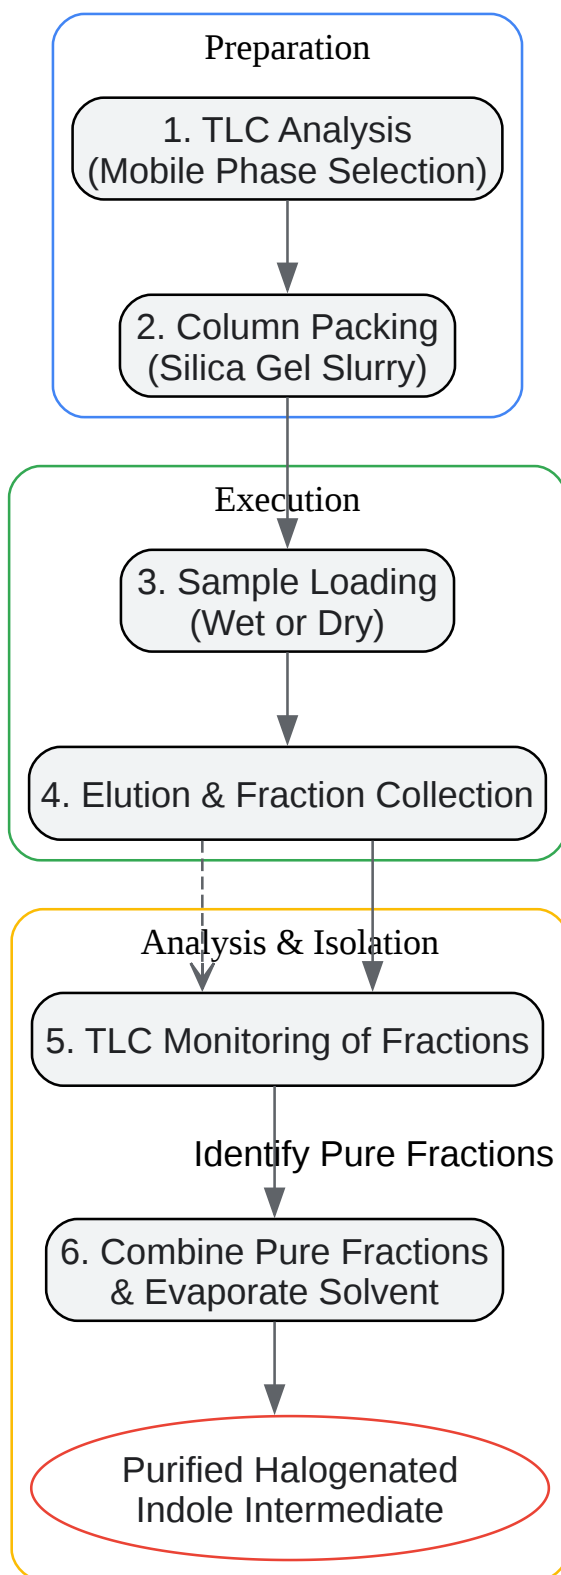 Preparation
1. TLC Analysis
(Mobile Phase Selection)
2. Column Packing
(Silica Gel Slurry)
Execution
3. Sample Loading
(Wet or Dry)
4. Elution & Fraction Collection
Analysis & Isolation
5. TLC Monitoring of Fractions
Identify Pure Fractions
6. Combine Pure Fractions
& Evaporate Solvent
Purified Halogenated
Indole Intermediate